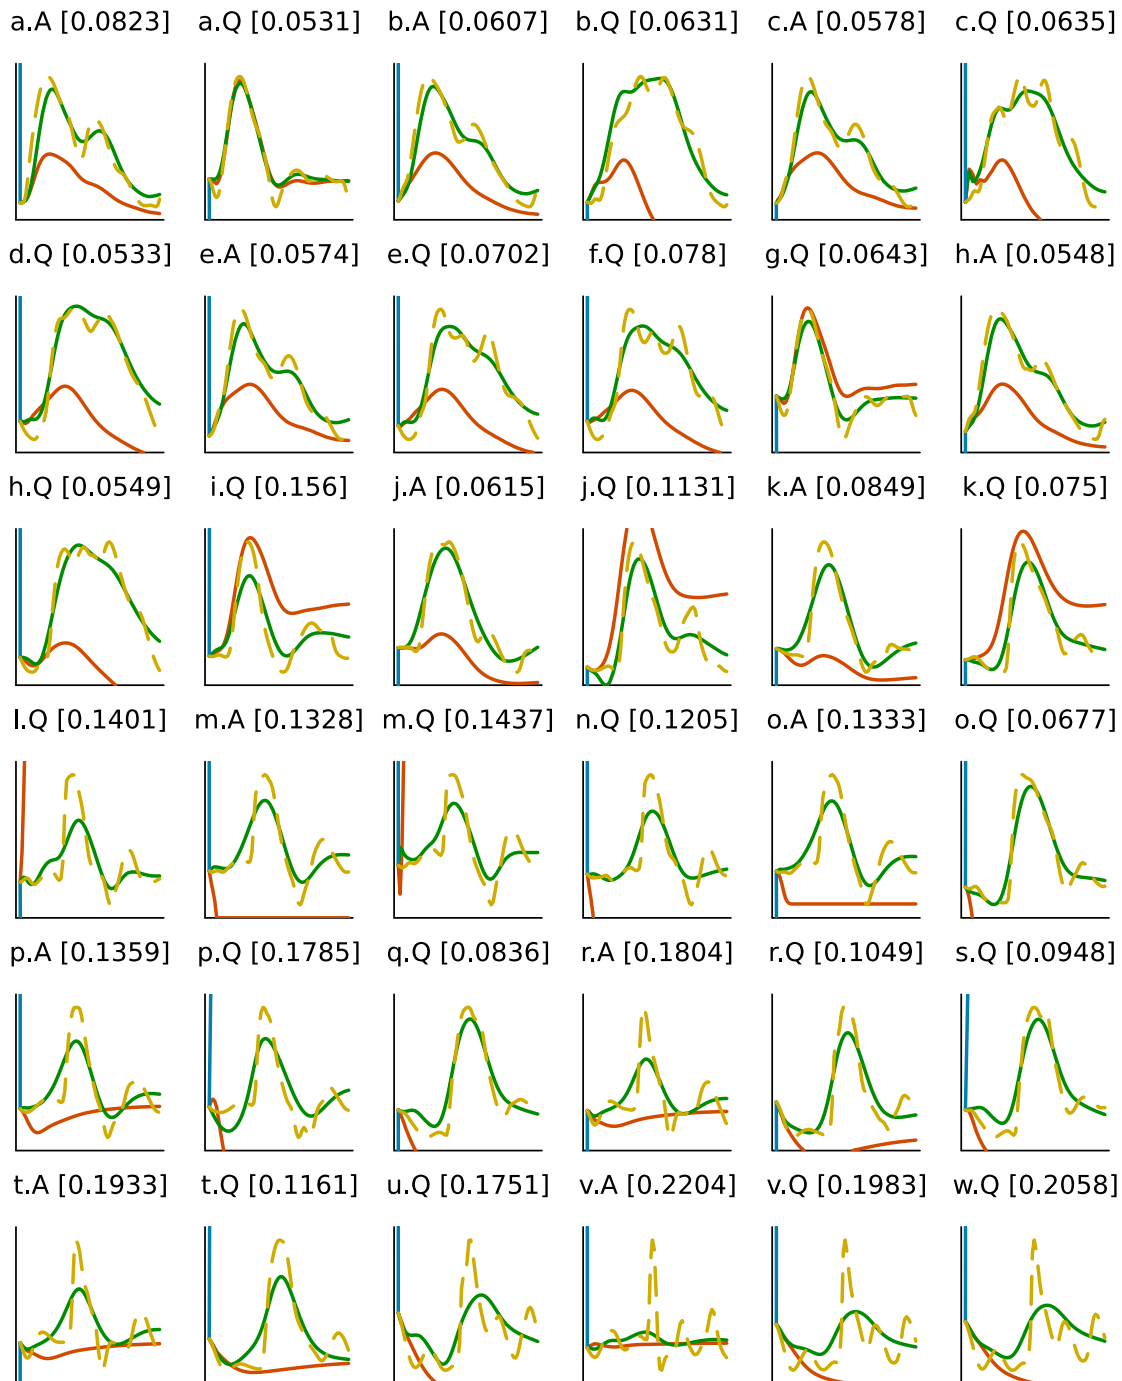 a.A [0.0823] a.Q [0.0531] b.A [0.0607] b.Q [0.0631] c.A [0.0578] c.Q [0.0635]
d.Q [0.0533] e.A [0.0574] e.Q [0.0702] f.Q [0.078] g.Q [0.0643] h.A [0.0548]
h.Q [0.0549] i.Q [0.156] j.A [0.0615] j.Q [0.1131] k.A [0.0849] k.Q [0.075]
l.Q [0.1401] m.A [0.1328] m.Q [0.1437] n.Q [0.1205] o.A [0.1333] o.Q [0.0677]
p.A [0.1359] p.Q [0.1785] q.Q [0.0836] r.A [0.1804] r.Q [0.1049] s.Q [0.0948]
t.A [0.1933] t.Q [0.1161] u.Q [0.1751] v.A [0.2204] v.Q [0.1983] w.Q [0.2058]